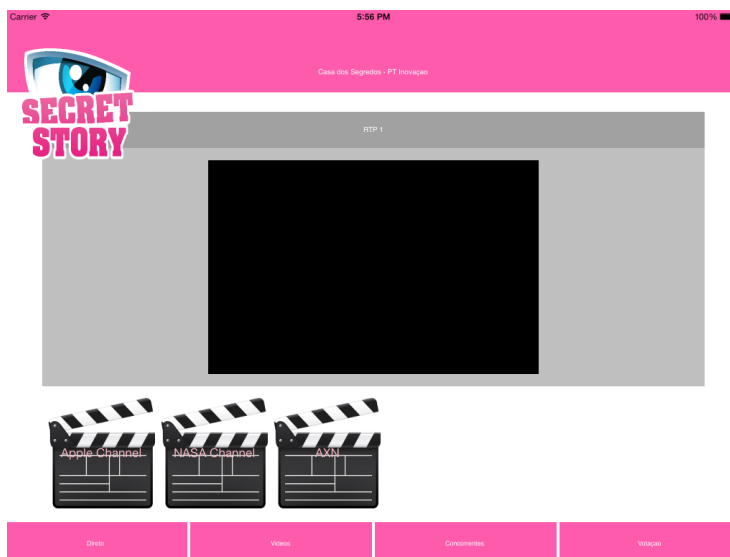 Carrier 5:56 PM 100%
Casa dos Segredos - PT Inovaçao
SECRET
STORY
RTP 1
Apple Channel NASA Channel AXN
Direto Videos Concorrentes Votaçao